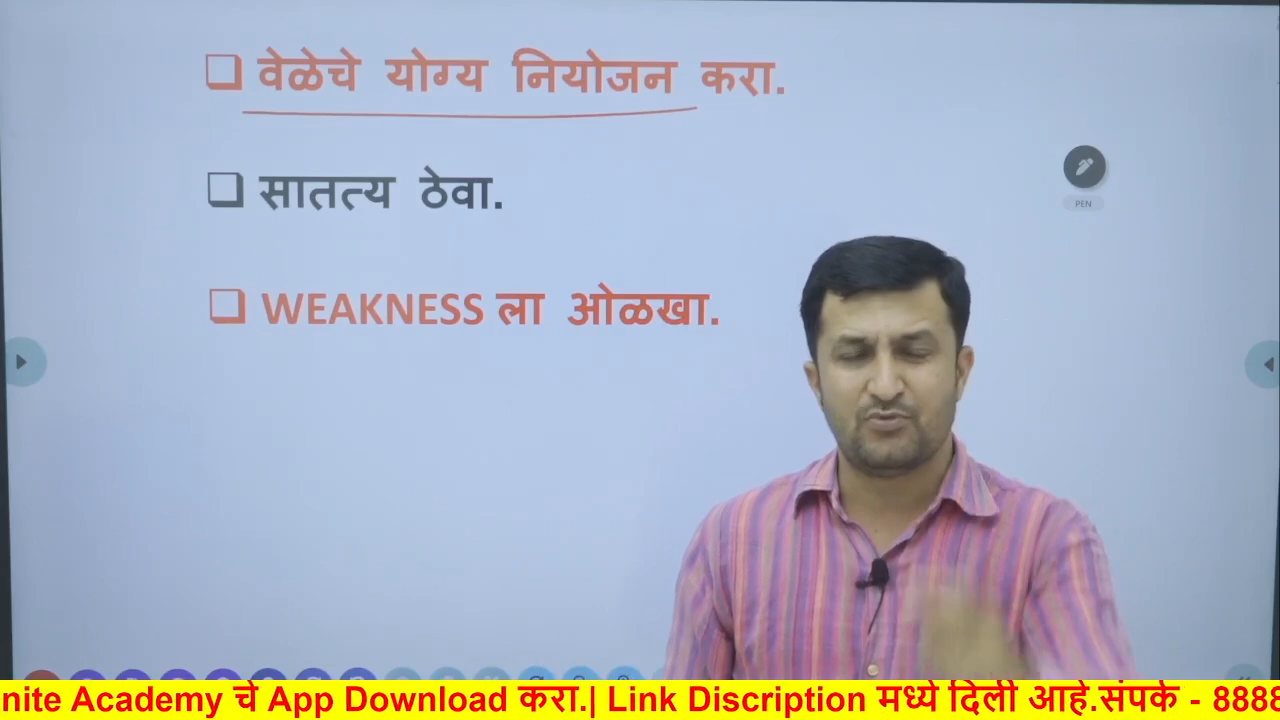 ❑ वेळेचे योग्य नियोजन करा.
❑ सातत्य ठेवा.
PEN
❑ WEAKNESS ला ओळखा.
nite Academy चे App Download करा.| Link Discription मध्ये दिली आहे.संपर्क - 8888